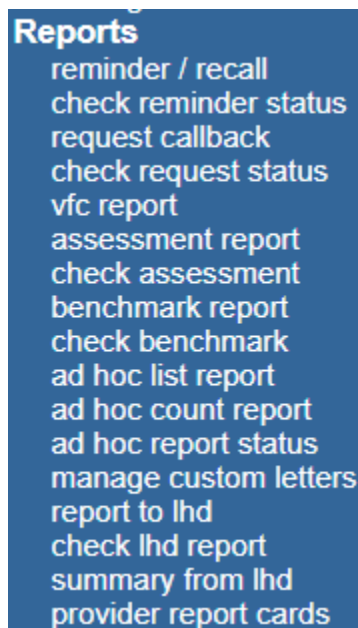 Reports
reminder / recall
check reminder status
request callback
check request status
vfc report
assessment report
check assessment
benchmark report
check benchmark
ad hoc list report
ad hoc count report
ad hoc report status
manage custom letters
report to lhd
check lhd report
summary from lhd
provider report cards